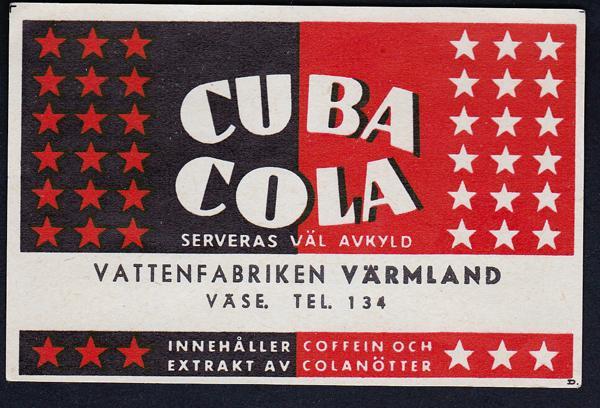 CUBA
COLA
SERVERAS VÄL AVKYLD
VATTENFABRIKEN VÄRMLAND
VÄSE. TEL. 134
INNEHÅLLER COFFEIN OCH
EXTRAKT AV COLANÖTTER